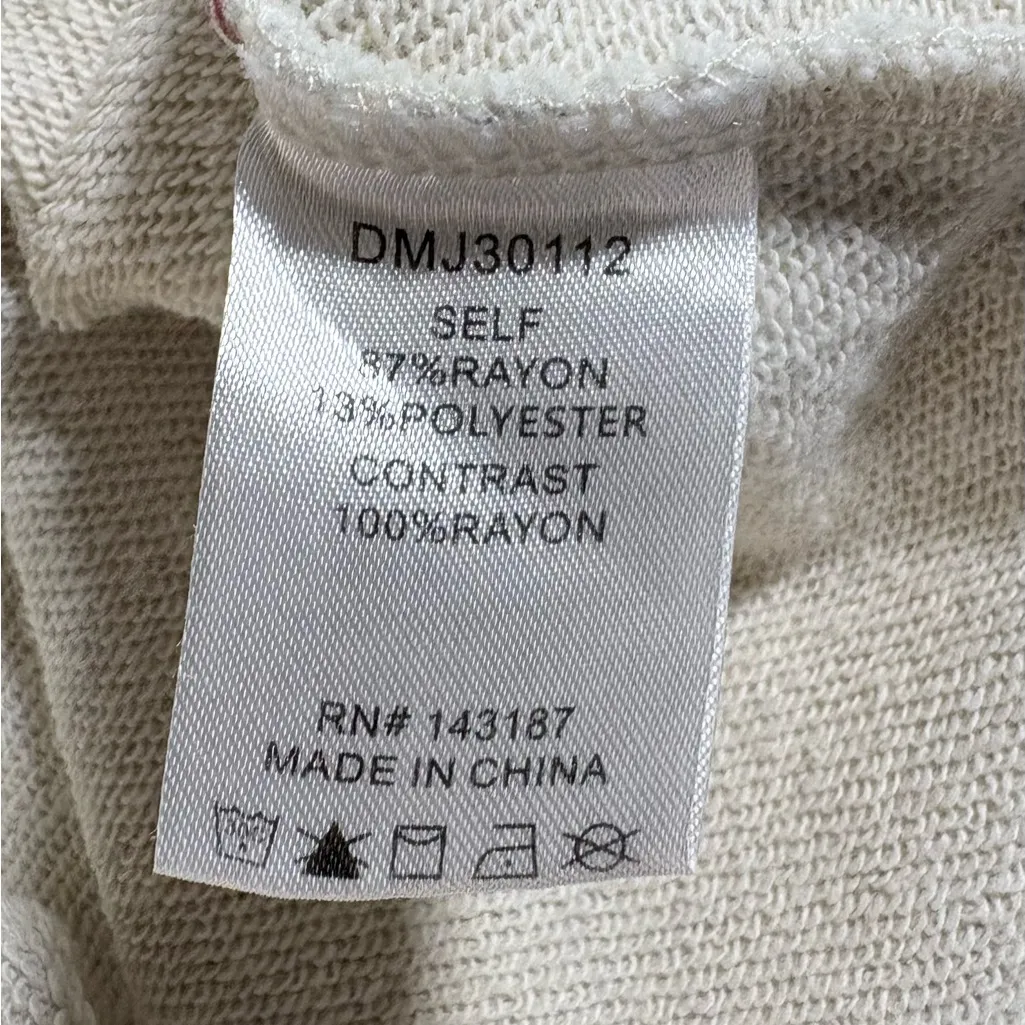 DMJ30112
SELF
87%RAYON
13%POLYESTER
CONTRAST
100%RAYON
RN# 143187
MADE IN CHINA